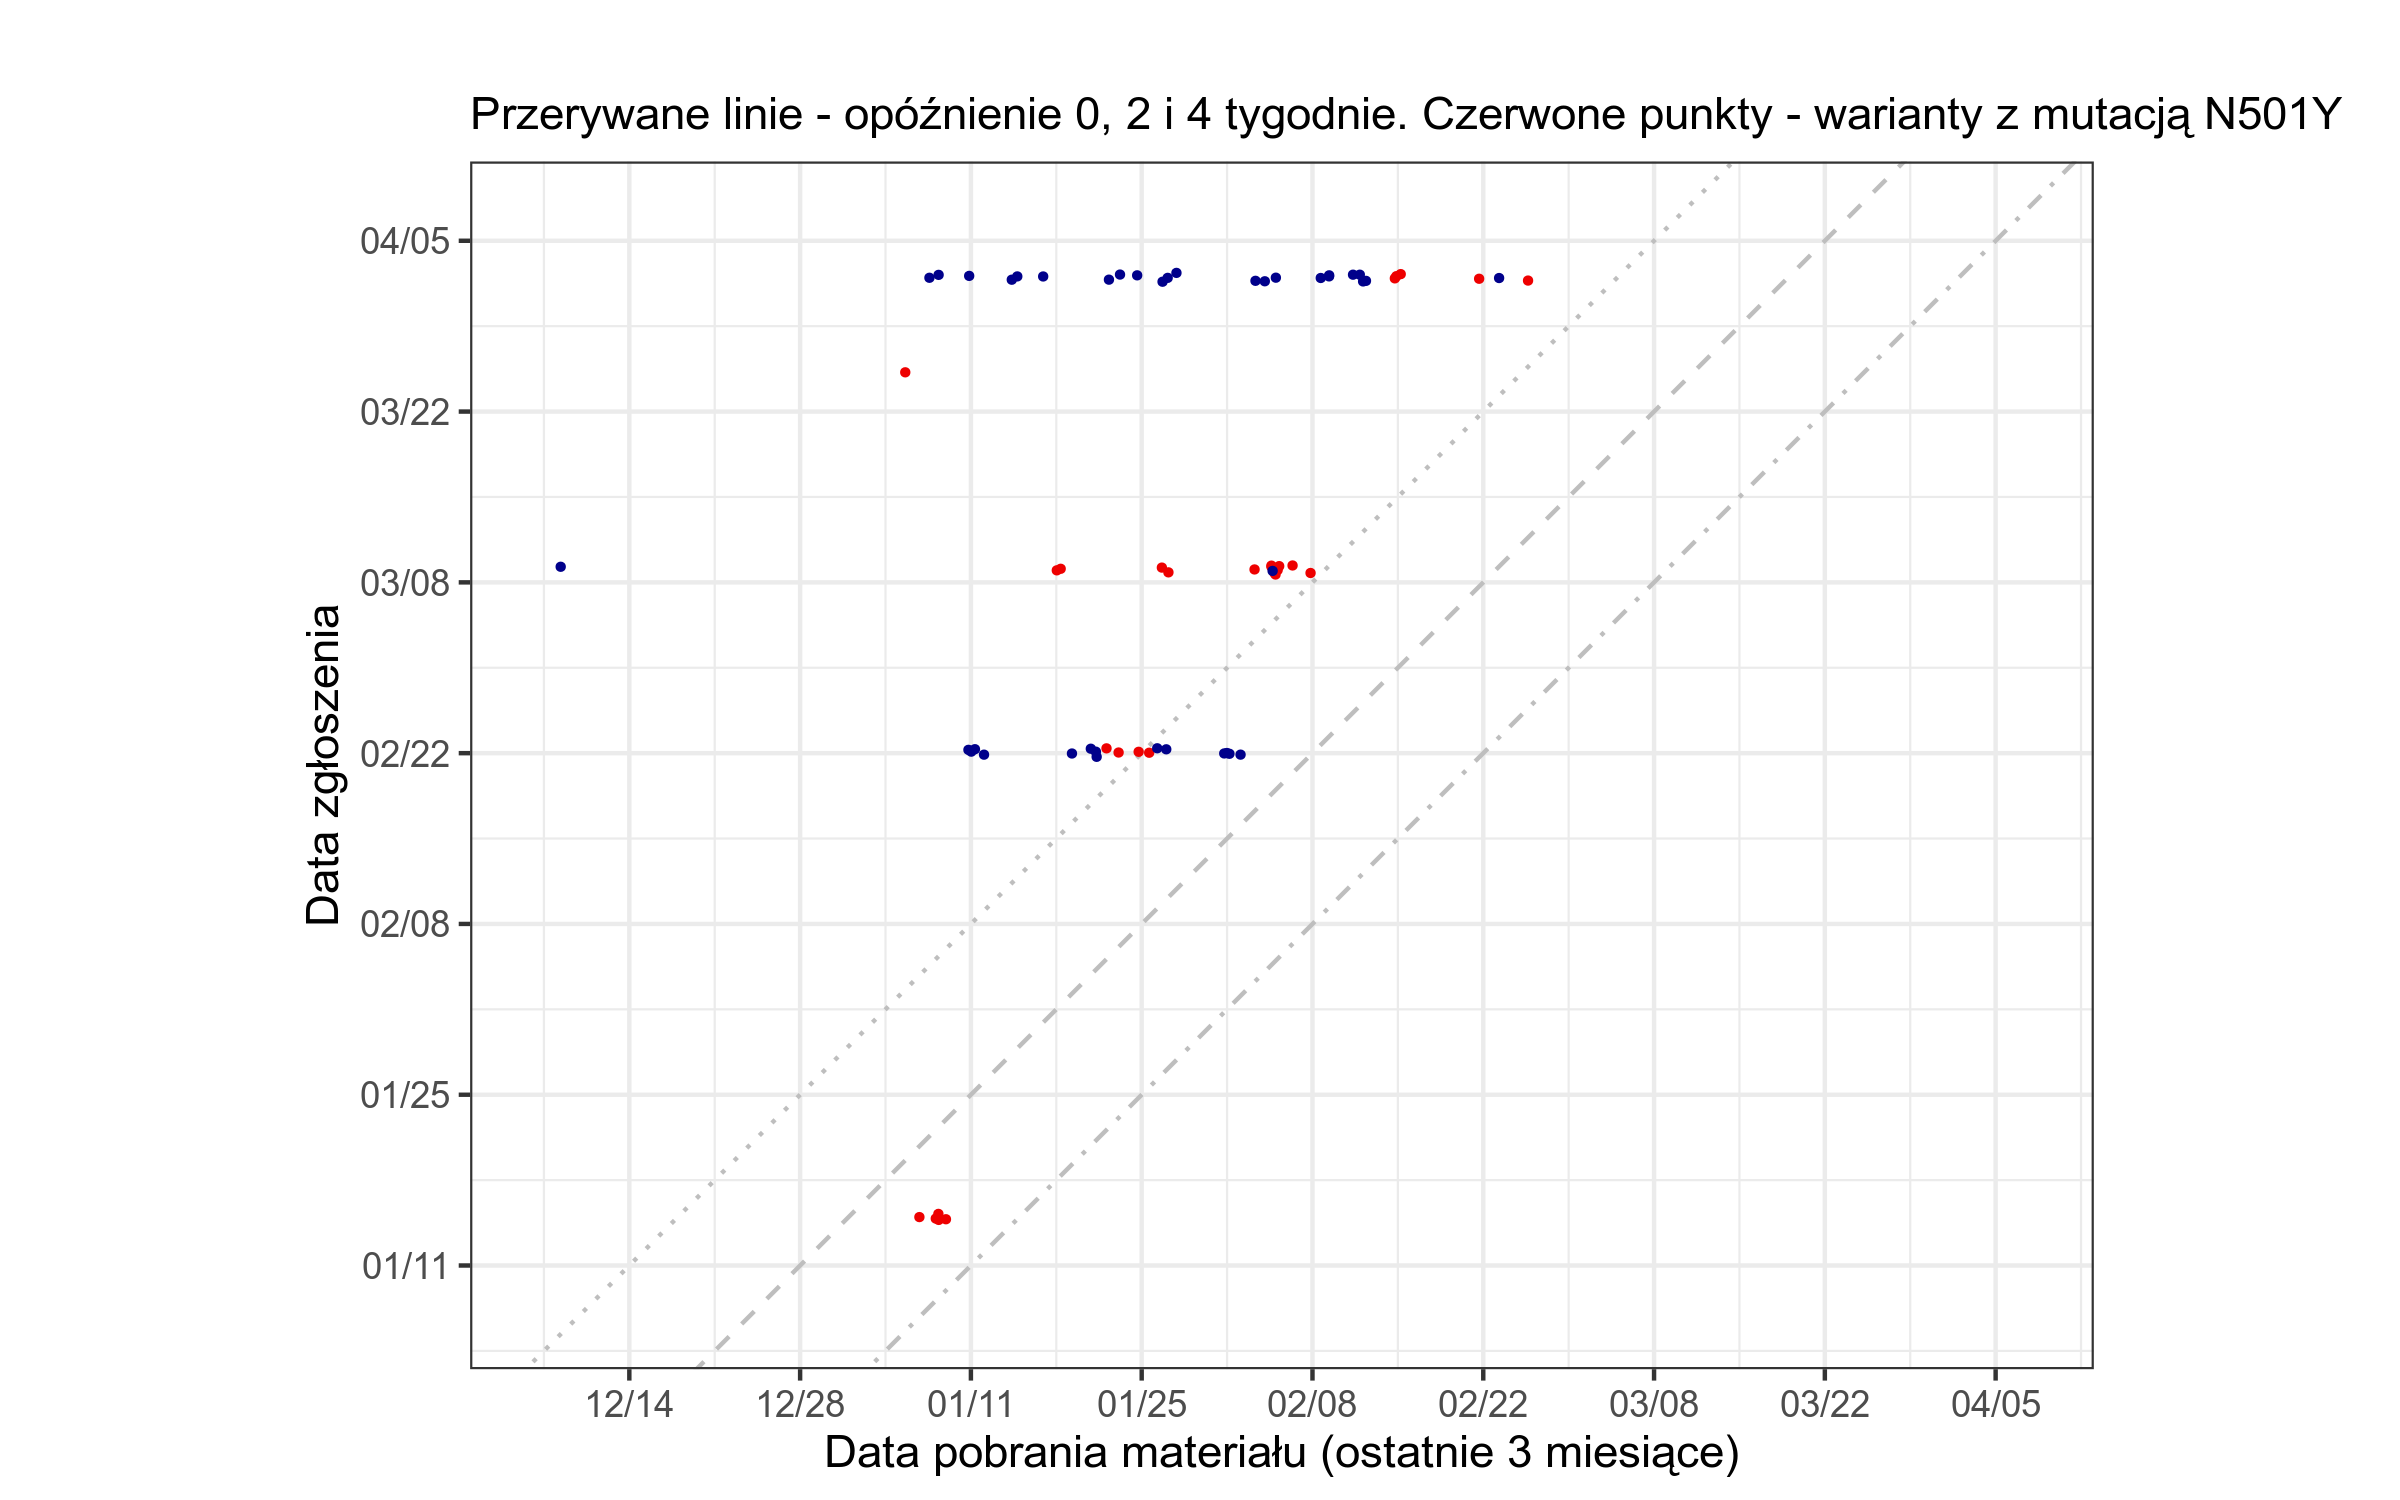 Przerywane linie - opóźnienie 0, 2 i 4 tygodnie. Czerwone punkty - warianty z mutacją N501Y
Data zgłoszenia
04/05
03/22
03/08
02/22
02/08
01/25
01/11
12/14 12/28 01/11 01/25 02/08 02/22 03/08 03/22 04/05
Data pobrania materiału (ostatnie 3 miesiące)